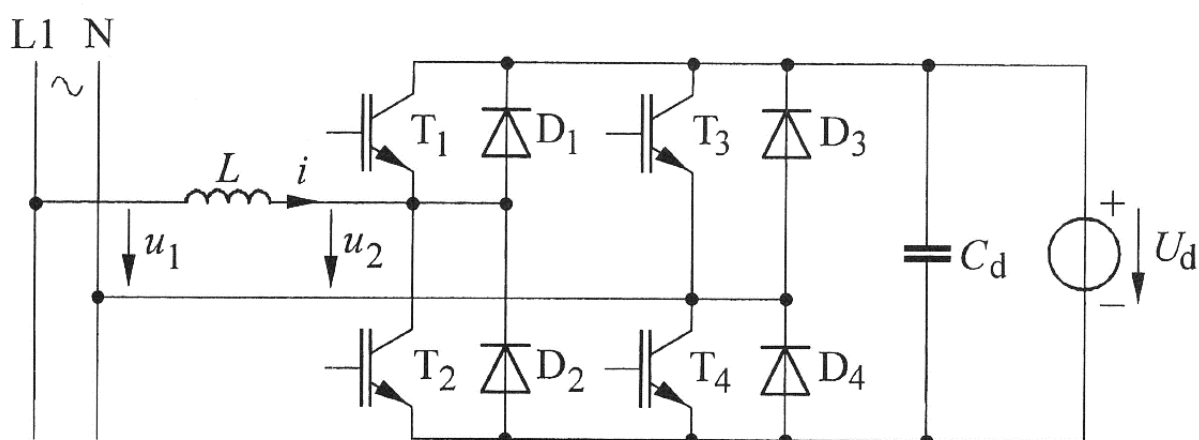 L1 N
∼
T1 D1 T3 D3
L i
u1 u2 Cd + Ud
−
T2 D2 T4 D4